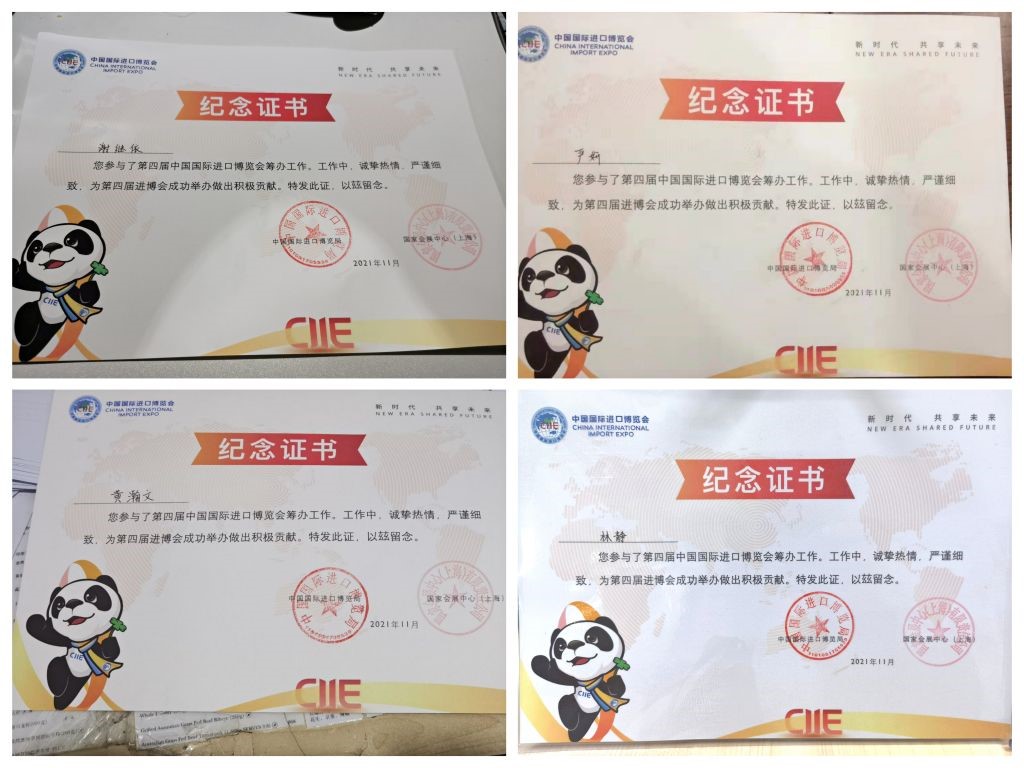 中国国际进口博览会
CHINA INTERNATIONAL
IMPORT EXPO
新时代 共享未来
NEW ERA SHARED FUTURE
纪念证书
谢继依
您参与了第四届中国国际进口博览会筹办工作。工作中,诚挚热情,严谨细
致,为第四届进博会成功举办做出积极贡献。特发此证,以兹留念。
中国国际进口博览局
国家会展中心(上海)
2021年11月
CIIE
CIIE
中国国际进口博览会
CHINA INTERNATIONAL
IMPORT EXPO
新时代 共享未来
NEW ERA SHARED FUTURE
纪念证书
尹妍
您参与了第四届中国国际进口博览会筹办工作。工作中,诚挚热情,严谨细
致,为第四届进博会成功举办做出积极贡献。特发此证,以兹留念。
中国国际进口博览局
国家会展中心(上海)
2021年11月
CIIE
CIIE
中国国际进口博览会
CHINA INTERNATIONAL
IMPORT EXPO
新时代 共享未来
NEW ERA SHARED FUTURE
纪念证书
黄瀚文
您参与了第四届中国国际进口博览会筹办工作。工作中,诚挚热情,严谨细
致,为第四届进博会成功举办做出积极贡献。特发此证,以兹留念。
中国国际进口博览局
国家会展中心(上海)
2021年11月
CIIE
CIIE
中国国际进口博览会
CHINA INTERNATIONAL
IMPORT EXPO
新时代 共享未来
NEW ERA SHARED FUTURE
纪念证书
林静
您参与了第四届中国国际进口博览会筹办工作。工作中,诚挚热情,严谨细
致,为第四届进博会成功举办做出积极贡献。特发此证,以兹留念。
中国国际进口博览局
国家会展中心(上海)
2021年11月
CIIE
CIIE